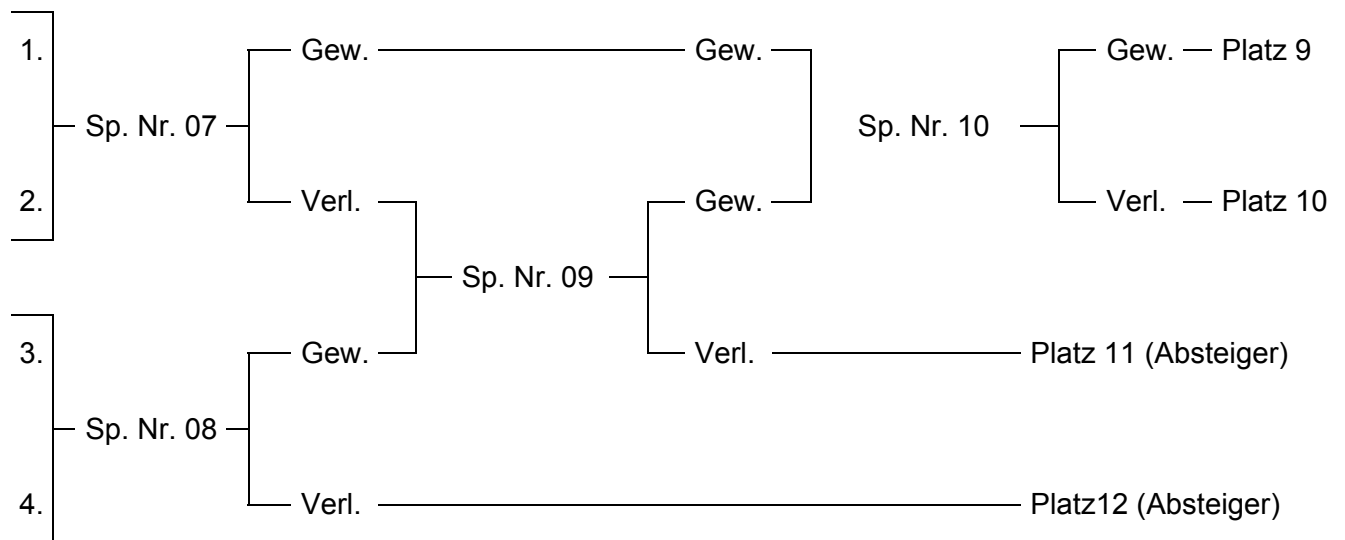 1. Gew. Gew. Gew. Platz 9
Sp. Nr. 07 Sp. Nr. 10
2. Verl. Gew. Verl. Platz 10
Sp. Nr. 09
3. Gew. Verl. Platz 11 (Absteiger)
Sp. Nr. 08
4. Verl. Platz12 (Absteiger)